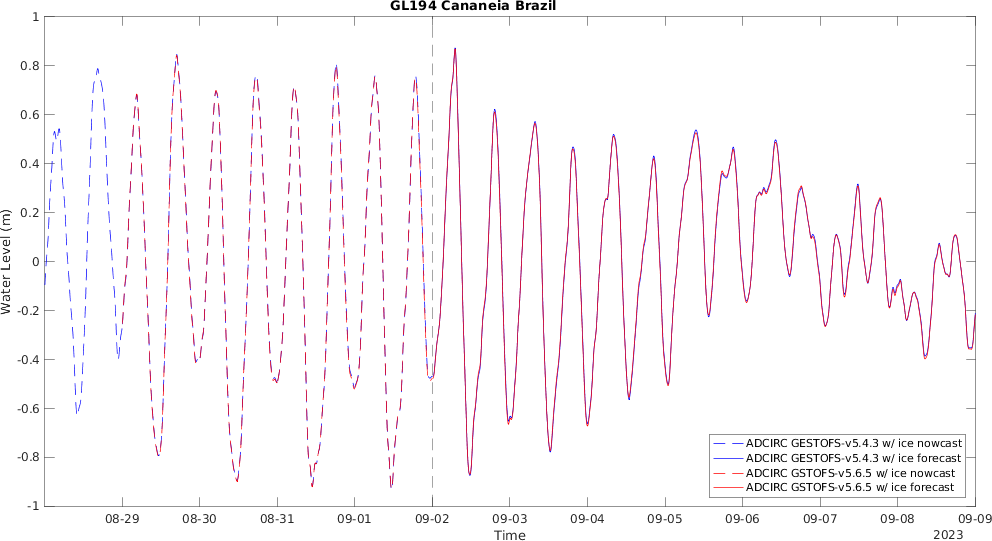 GL194 Cananeia Brazil
1
0.8
0.6
0.4
0.2
0
-0.2
-0.4
-0.6
-0.8
-1
Water Level (m)
ADCIRC GESTOFS-v5.4.3 w/ ice nowcast
ADCIRC GESTOFS-v5.4.3 w/ ice forecast
ADCIRC GSTOFS-v5.6.5 w/ ice nowcast
ADCIRC GSTOFS-v5.6.5 w/ ice forecast
08-29 08-30 08-31 09-01 09-02 09-03 09-04 09-05 09-06 09-07 09-08 09-09
Time
2023